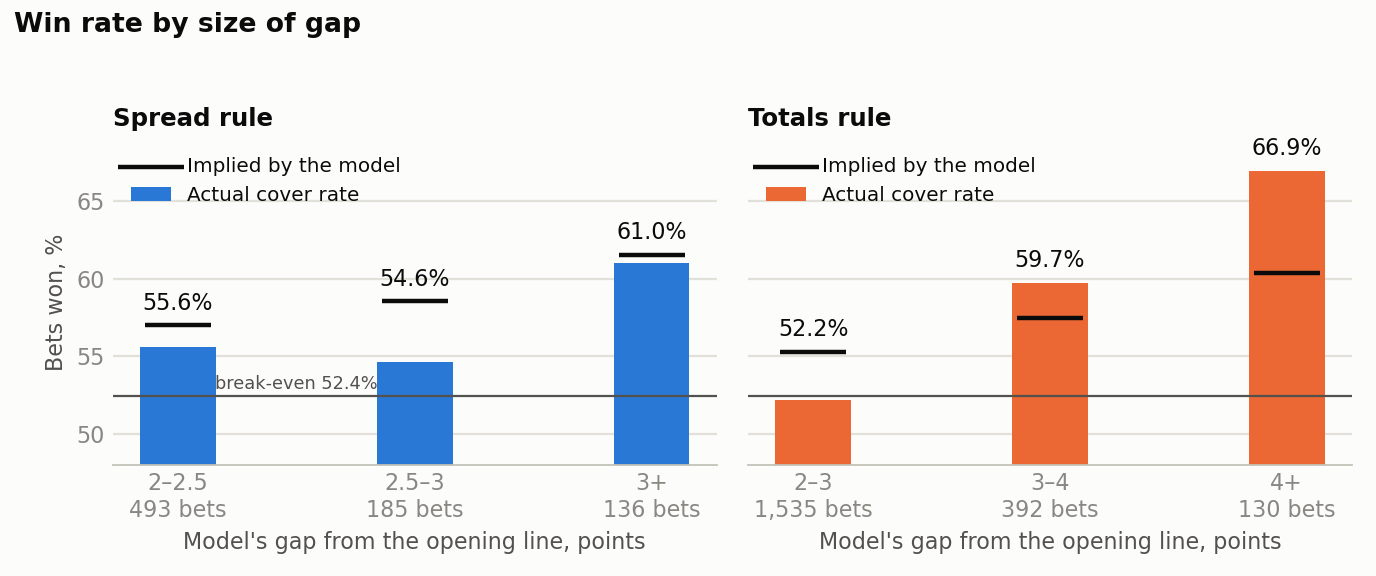 Win rate by size of gap
Spread rule
Implied by the model
Actual cover rate
Bets won, %
65
60
55
50
55.6%
54.6%
61.0%
break-even 52.4%
2–2.5
493 bets
2.5–3
185 bets
3+
136 bets
Model's gap from the opening line, points
Totals rule
Implied by the model
Actual cover rate
52.2%
59.7%
66.9%
2–3
1,535 bets
3–4
392 bets
4+
130 bets
Model's gap from the opening line, points